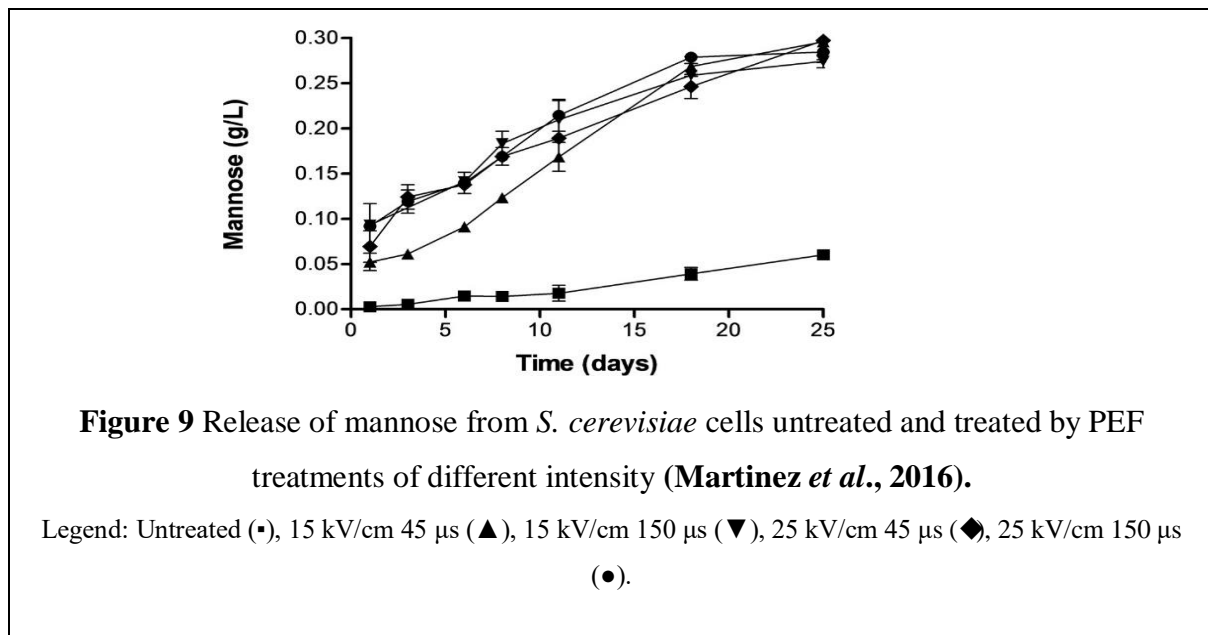 0.30
0.25
0.20
0.15
0.10
0.05
0.00
Mannose (g/L)
0 5 10 15 20 25
Time (days)
Figure 9 Release of mannose from S. cerevisiae cells untreated and treated by PEF
treatments of different intensity (Martinez et al., 2016).
Legend: Untreated (▪), 15 kV/cm 45 μs (▲), 15 kV/cm 150 μs (▼), 25 kV/cm 45 μs (◆), 25 kV/cm 150 μs
(●).